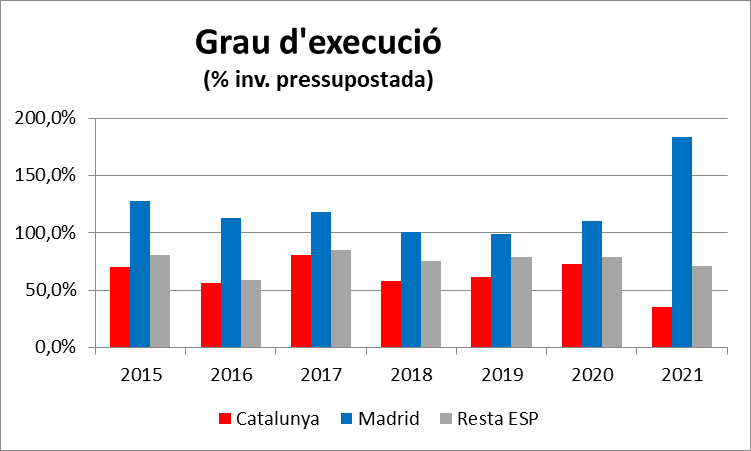 Grau d'execució
(% inv. pressupostada)
200,0%
150,0%
100,0%
50,0%
0,0%
2015 2016 2017 2018 2019 2020 2021
Catalunya Madrid Resta ESP